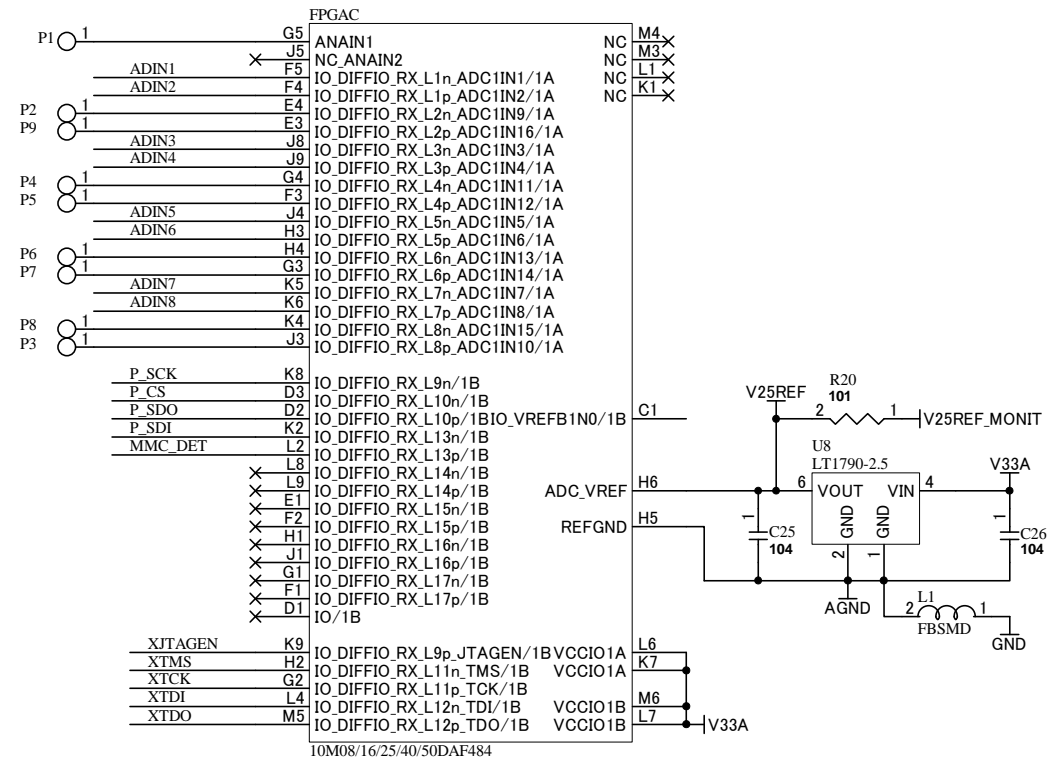 FPGAC
P1 1 G5 ANAIN1 NC M4
J5 NC_ANAIN2 NC M3
ADIN1 F5 IO_DIFFIO_RX_L1n_ADC1IN1/1A NC L1
ADIN2 F4 IO_DIFFIO_RX_L1p_ADC1IN2/1A NC K1
P2 1 E4 IO_DIFFIO_RX_L2n_ADC1IN9/1A
P9 1 E3 IO_DIFFIO_RX_L2p_ADC1IN16/1A
ADIN3 J8 IO_DIFFIO_RX_L3n_ADC1IN3/1A
ADIN4 J9 IO_DIFFIO_RX_L3p_ADC1IN4/1A
P4 1 G4 IO_DIFFIO_RX_L4n_ADC1IN11/1A
P5 1 F3 IO_DIFFIO_RX_L4p_ADC1IN12/1A
ADIN5 J4 IO_DIFFIO_RX_L5n_ADC1IN5/1A
ADIN6 H3 IO_DIFFIO_RX_L5p_ADC1IN6/1A
P6 1 H4 IO_DIFFIO_RX_L6n_ADC1IN13/1A
P7 1 G3 IO_DIFFIO_RX_L6p_ADC1IN14/1A
ADIN7 K5 IO_DIFFIO_RX_L7n_ADC1IN7/1A
ADIN8 K6 IO_DIFFIO_RX_L7p_ADC1IN8/1A
P8 1 K4 IO_DIFFIO_RX_L8n_ADC1IN15/1A
P3 1 J3 IO_DIFFIO_RX_L8p_ADC1IN10/1A
P_SCK K8 IO_DIFFIO_RX_L9n/1B
P_CS D3 IO_DIFFIO_RX_L10n/1B
P_SDO D2 IO_DIFFIO_RX_L10p/1B IO_VREFB1N0/1B C1
P_SDI K2 IO_DIFFIO_RX_L13n/1B
MMC_DET L2 IO_DIFFIO_RX_L13p/1B
L8 IO_DIFFIO_RX_L14n/1B
L9 IO_DIFFIO_RX_L14p/1B ADC_VREF H6
E1 IO_DIFFIO_RX_L15n/1B
F2 IO_DIFFIO_RX_L15p/1B REFGND H5
H1 IO_DIFFIO_RX_L16n/1B
J1 IO_DIFFIO_RX_L16p/1B
G1 IO_DIFFIO_RX_L17n/1B
F1 IO_DIFFIO_RX_L17p/1B
D1 IO/1B
XJTAGEN K9 IO_DIFFIO_RX_L9p_JTAGEN/1B VCCIO1A L6
XTMS H2 IO_DIFFIO_RX_L11n_TMS/1B VCCIO1A K7
XTCK G2 IO_DIFFIO_RX_L11p_TCK/1B
XTDI L4 IO_DIFFIO_RX_L12n_TDI/1B VCCIO1B M6
XTDO M5 IO_DIFFIO_RX_L12p_TDO/1B VCCIO1B L7 V33A
10M08/16/25/40/50DAF484
V25REF
R20
101
2 1 V25REF_MONIT
U8
LT1790-2.5
V33A
6 VOUT VIN 4
GND GND
2 1
1 C25
104
1 C26
104
AGND
L1
2 1
FBSMD
GND